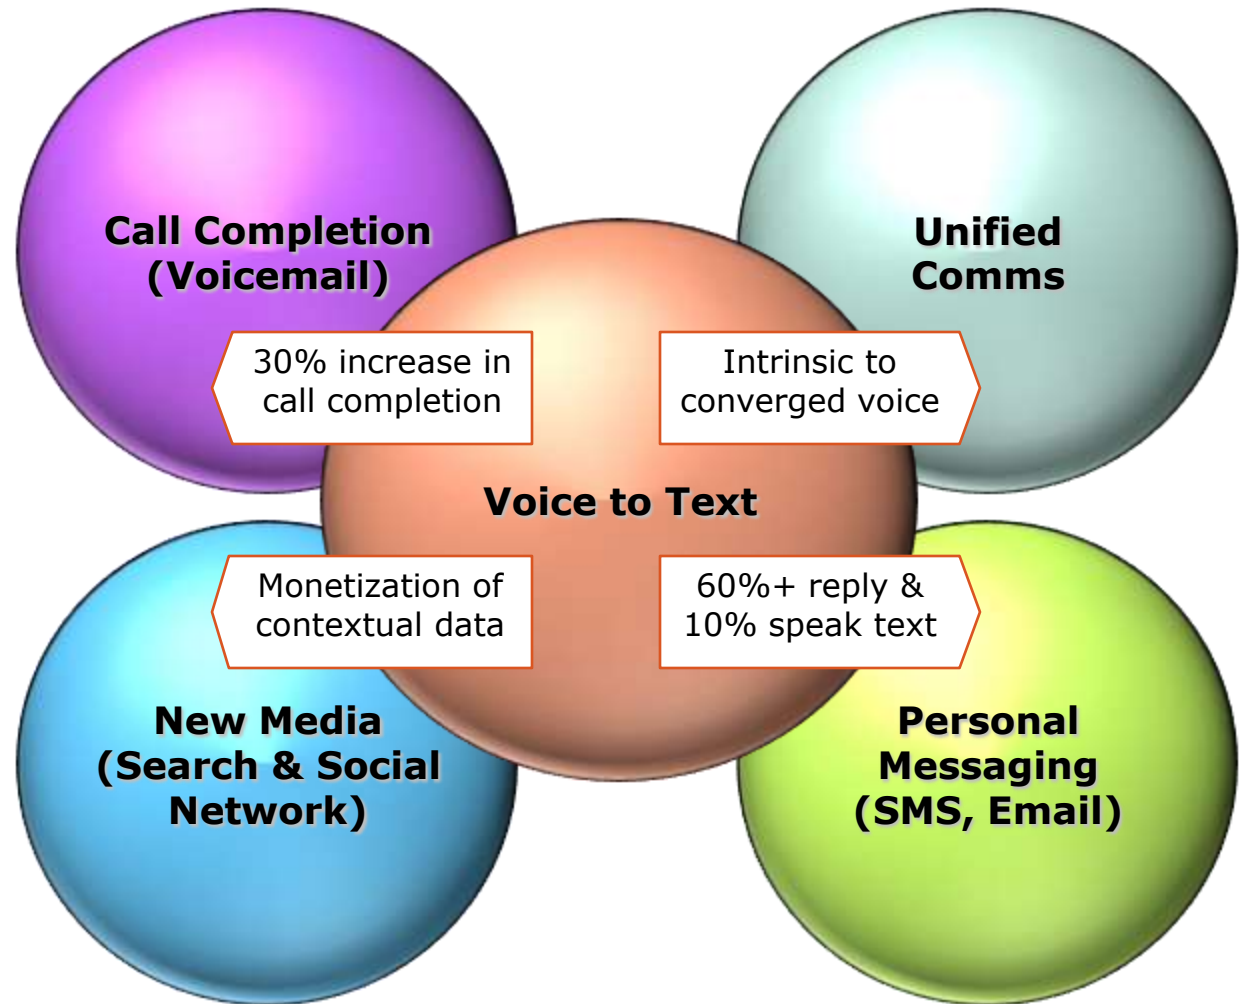 Call Completion
(Voicemail)
Unified
Comms
30% increase in
call completion
Intrinsic to
converged voice
Voice to Text
Monetization of
contextual data
60%+ reply &
10% speak text
New Media
(Search & Social
Network)
Personal
Messaging
(SMS, Email)